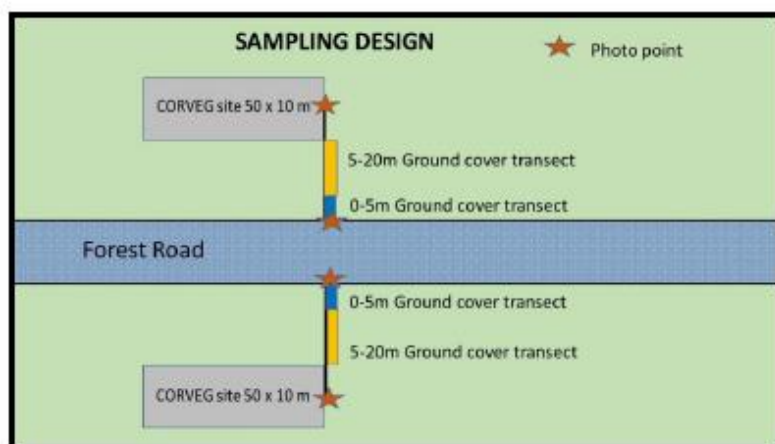 SAMPLING DESIGN
Photo point
CORVEG site 50 x 10 m
5-20m Ground cover transect
0-5m Ground cover transect
Forest Road
0-5m Ground cover transect
5-20m Ground cover transect
CORVEG site 50 x 10 m